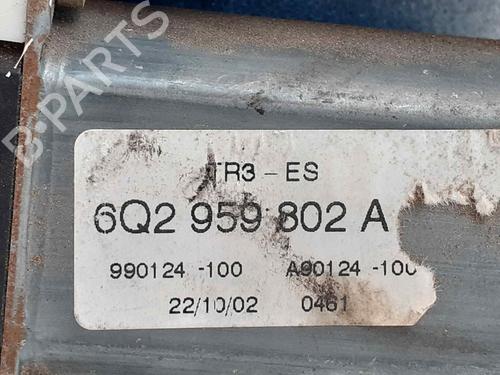 TR3 - ES
6Q2 959 802 A
990124 -100 A90124 -100
22/10/02 0461
B-PARTS